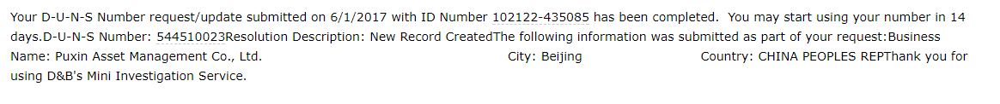 Your D-U-N-S Number request/update submitted on 6/1/2017 with ID Number 102122-435085 has been completed.  You may start using your number in 14
days.D-U-N-S Number: 544510023Resolution Description: New Record CreatedThe following information was submitted as part of your request:Business
Name: Puxin Asset Management Co., Ltd. City: Beijing Country: CHINA PEOPLES REPThank you for
using D&B's Mini Investigation Service.